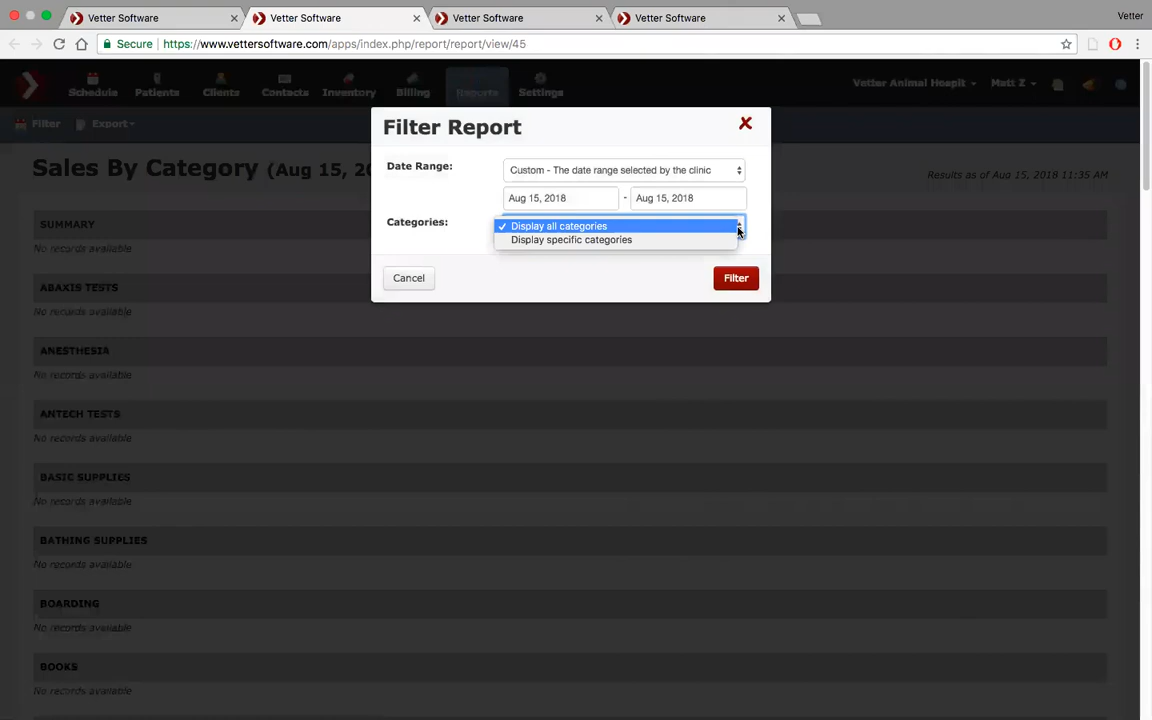 Vetter Software
Vetter Software
Vetter Software
Vetter Software
Vetter
Secure
https://www.vettersoftware.com/apps/index.php/report/report/view/45
Schedule
Patients
Clients
Contacts
Inventory
Billing
Reports
Settings
Vetter Animal Hospit
Matt Z
Filter
Export
Filter Report
Date Range:
Custom - The date range selected by the clinic
Aug 15, 2018 - Aug 15, 2018
Categories:
✓ Display all categories
Display specific categories
Cancel
Filter
Sales By Category (Aug 15, 20
Results as of Aug 15, 2018 11:35 AM
SUMMARY
No records available
ABAXIS TESTS
No records available
ANESTHESIA
No records available
ANTECH TESTS
No records available
BASIC SUPPLIES
No records available
BATHING SUPPLIES
No records available
BOARDING
No records available
BOOKS
No records available